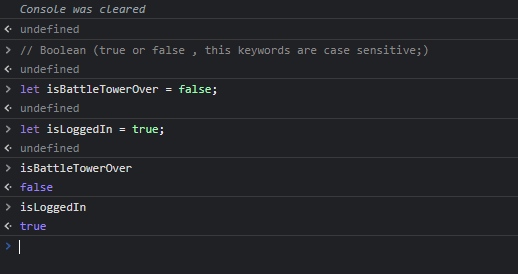 Console was cleared
undefined
// Boolean (true or false , this keywords are case sensitive;)
undefined
let isBattleTowerOver = false;
undefined
let isLoggedIn = true;
undefined
isBattleTowerOver
false
isLoggedIn
true